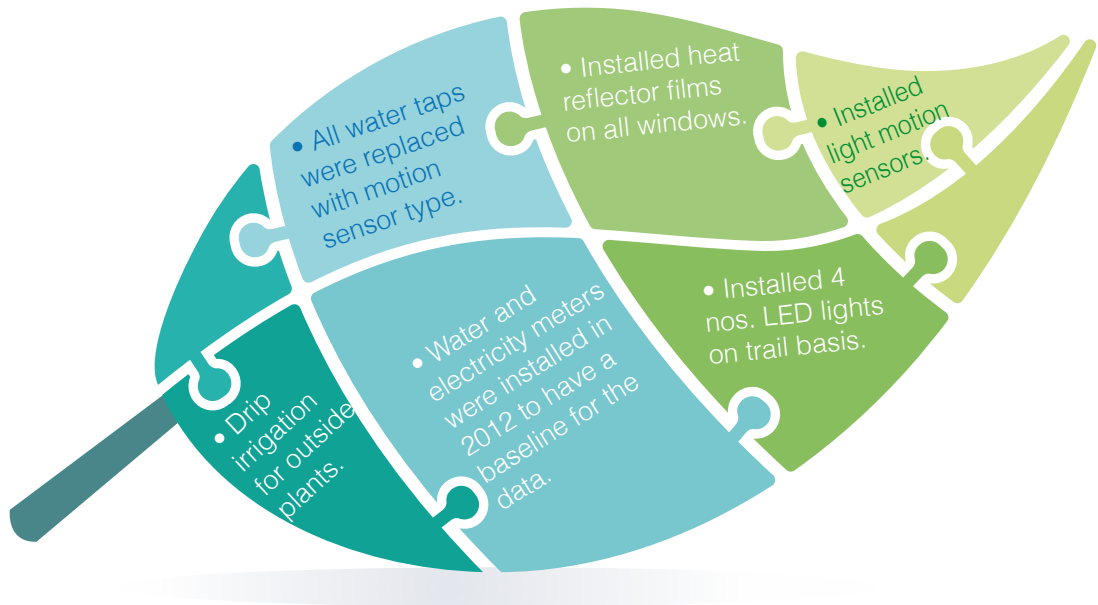 • All water taps
were replaced
with motion
sensor type.
• Installed heat
reflector films
on all windows.
• Installed
light motion
sensors.
• Drip
irrigation
for outside
plants.
• Water and
electricity meters
were installed in
2012 to have a
baseline for the
data.
• Installed 4
nos. LED lights
on trail basis.